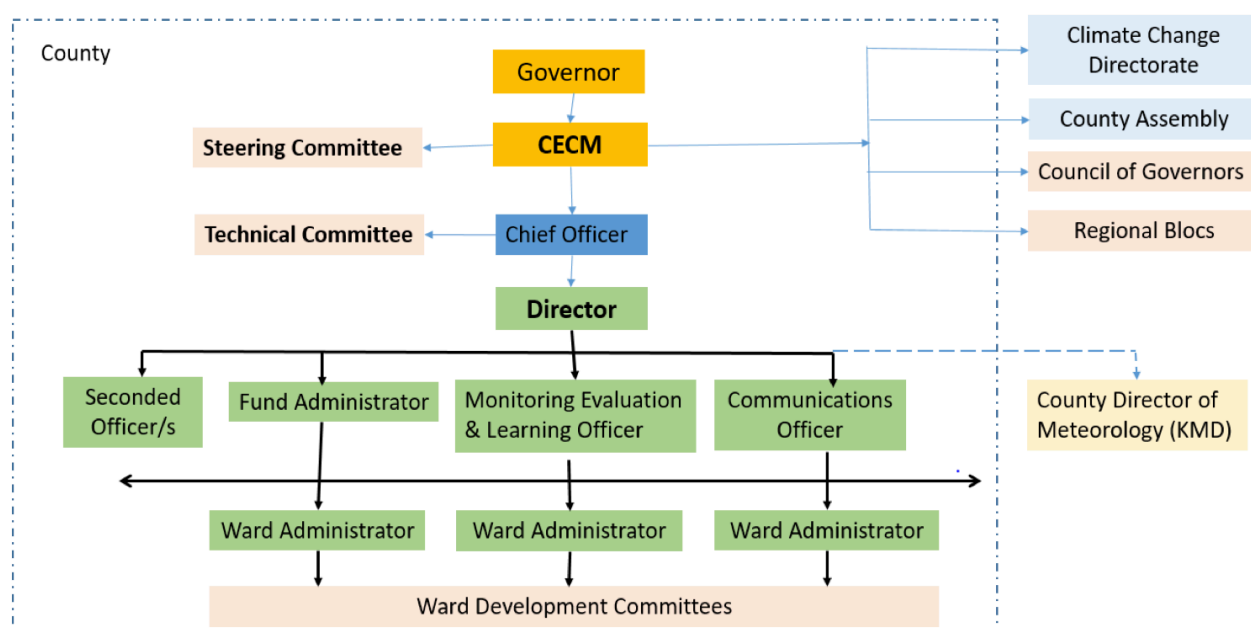 County
Governor
CECM
Steering Committee
Chief Officer
Technical Committee
Director
Climate Change
Directorate
County Assembly
Council of Governors
Regional Blocs
Seconded
Officer/s
Fund Administrator
Monitoring Evaluation
& Learning Officer
Communications
Officer
County Director of
Meteorology (KMD)
Ward Administrator
Ward Administrator
Ward Administrator
Ward Development Committees